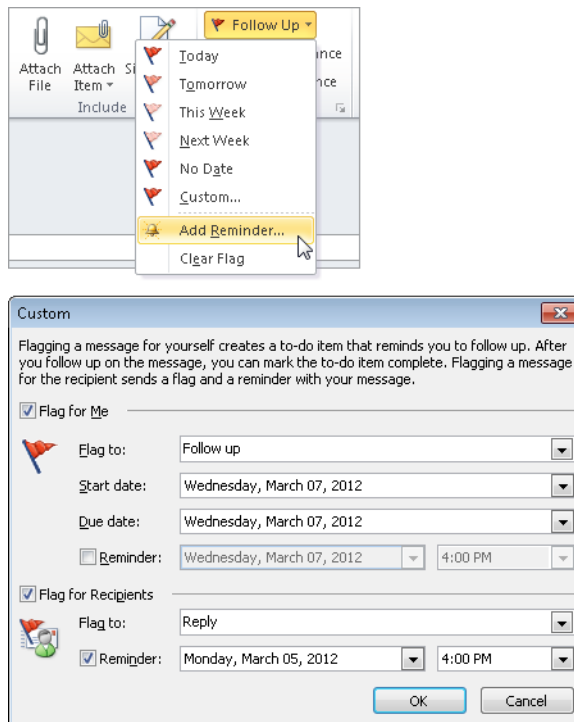 Follow Up
Attach File
Attach Item
Si
ance
nce
Include
Today
Tomorrow
This Week
Next Week
No Date
Custom...
Add Reminder...
Clear Flag
Custom
Flagging a message for yourself creates a to-do item that reminds you to follow up. After
you follow up on the message, you can mark the to-do item complete. Flagging a message
for the recipient sends a flag and a reminder with your message.
Flag for Me
Flag to: Follow up
Start date: Wednesday, March 07, 2012
Due date: Wednesday, March 07, 2012
Reminder: Wednesday, March 07, 2012 4:00 PM
Flag for Recipients
Flag to: Reply
Reminder: Monday, March 05, 2012 4:00 PM
OK Cancel